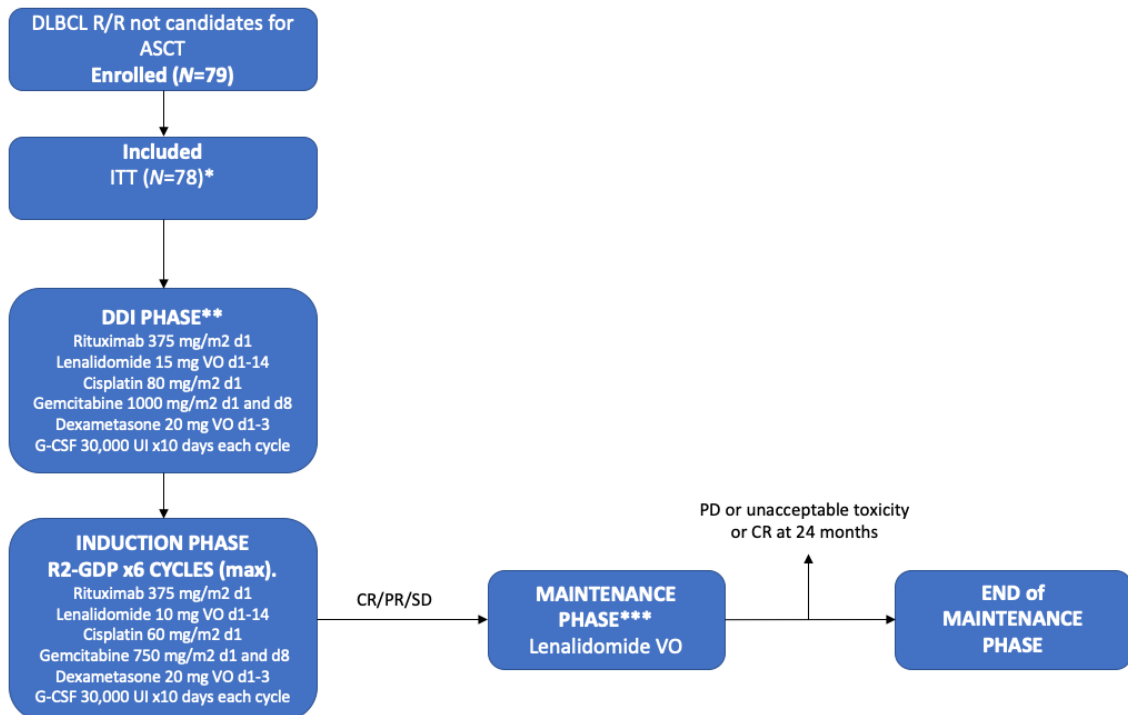 DLBCL R/R not candidates for
ASCT
Enrolled (N=79)
Included
ITT (N=78)*
DDI PHASE**
Rituximab 375 mg/m2 d1
Lenalidomide 15 mg VO d1-14
Cisplatin 80 mg/m2 d1
Gemcitabine 1000 mg/m2 d1 and d8
Dexametasone 20 mg VO d1-3
G-CSF 30,000 UI x10 days each cycle
INDUCTION PHASE
R2-GDP x6 CYCLES (max).
Rituximab 375 mg/m2 d1
Lenalidomide 10 mg VO d1-14
Cisplatin 60 mg/m2 d1
Gemcitabine 750 mg/m2 d1 and d8
Dexametasone 20 mg VO d1-3
G-CSF 30,000 UI x10 days each cycle
CR/PR/SD
MAINTENANCE
PHASE***
Lenalidomide VO
PD or unacceptable toxicity
or CR at 24 months
END of
MAINTENANCE
PHASE